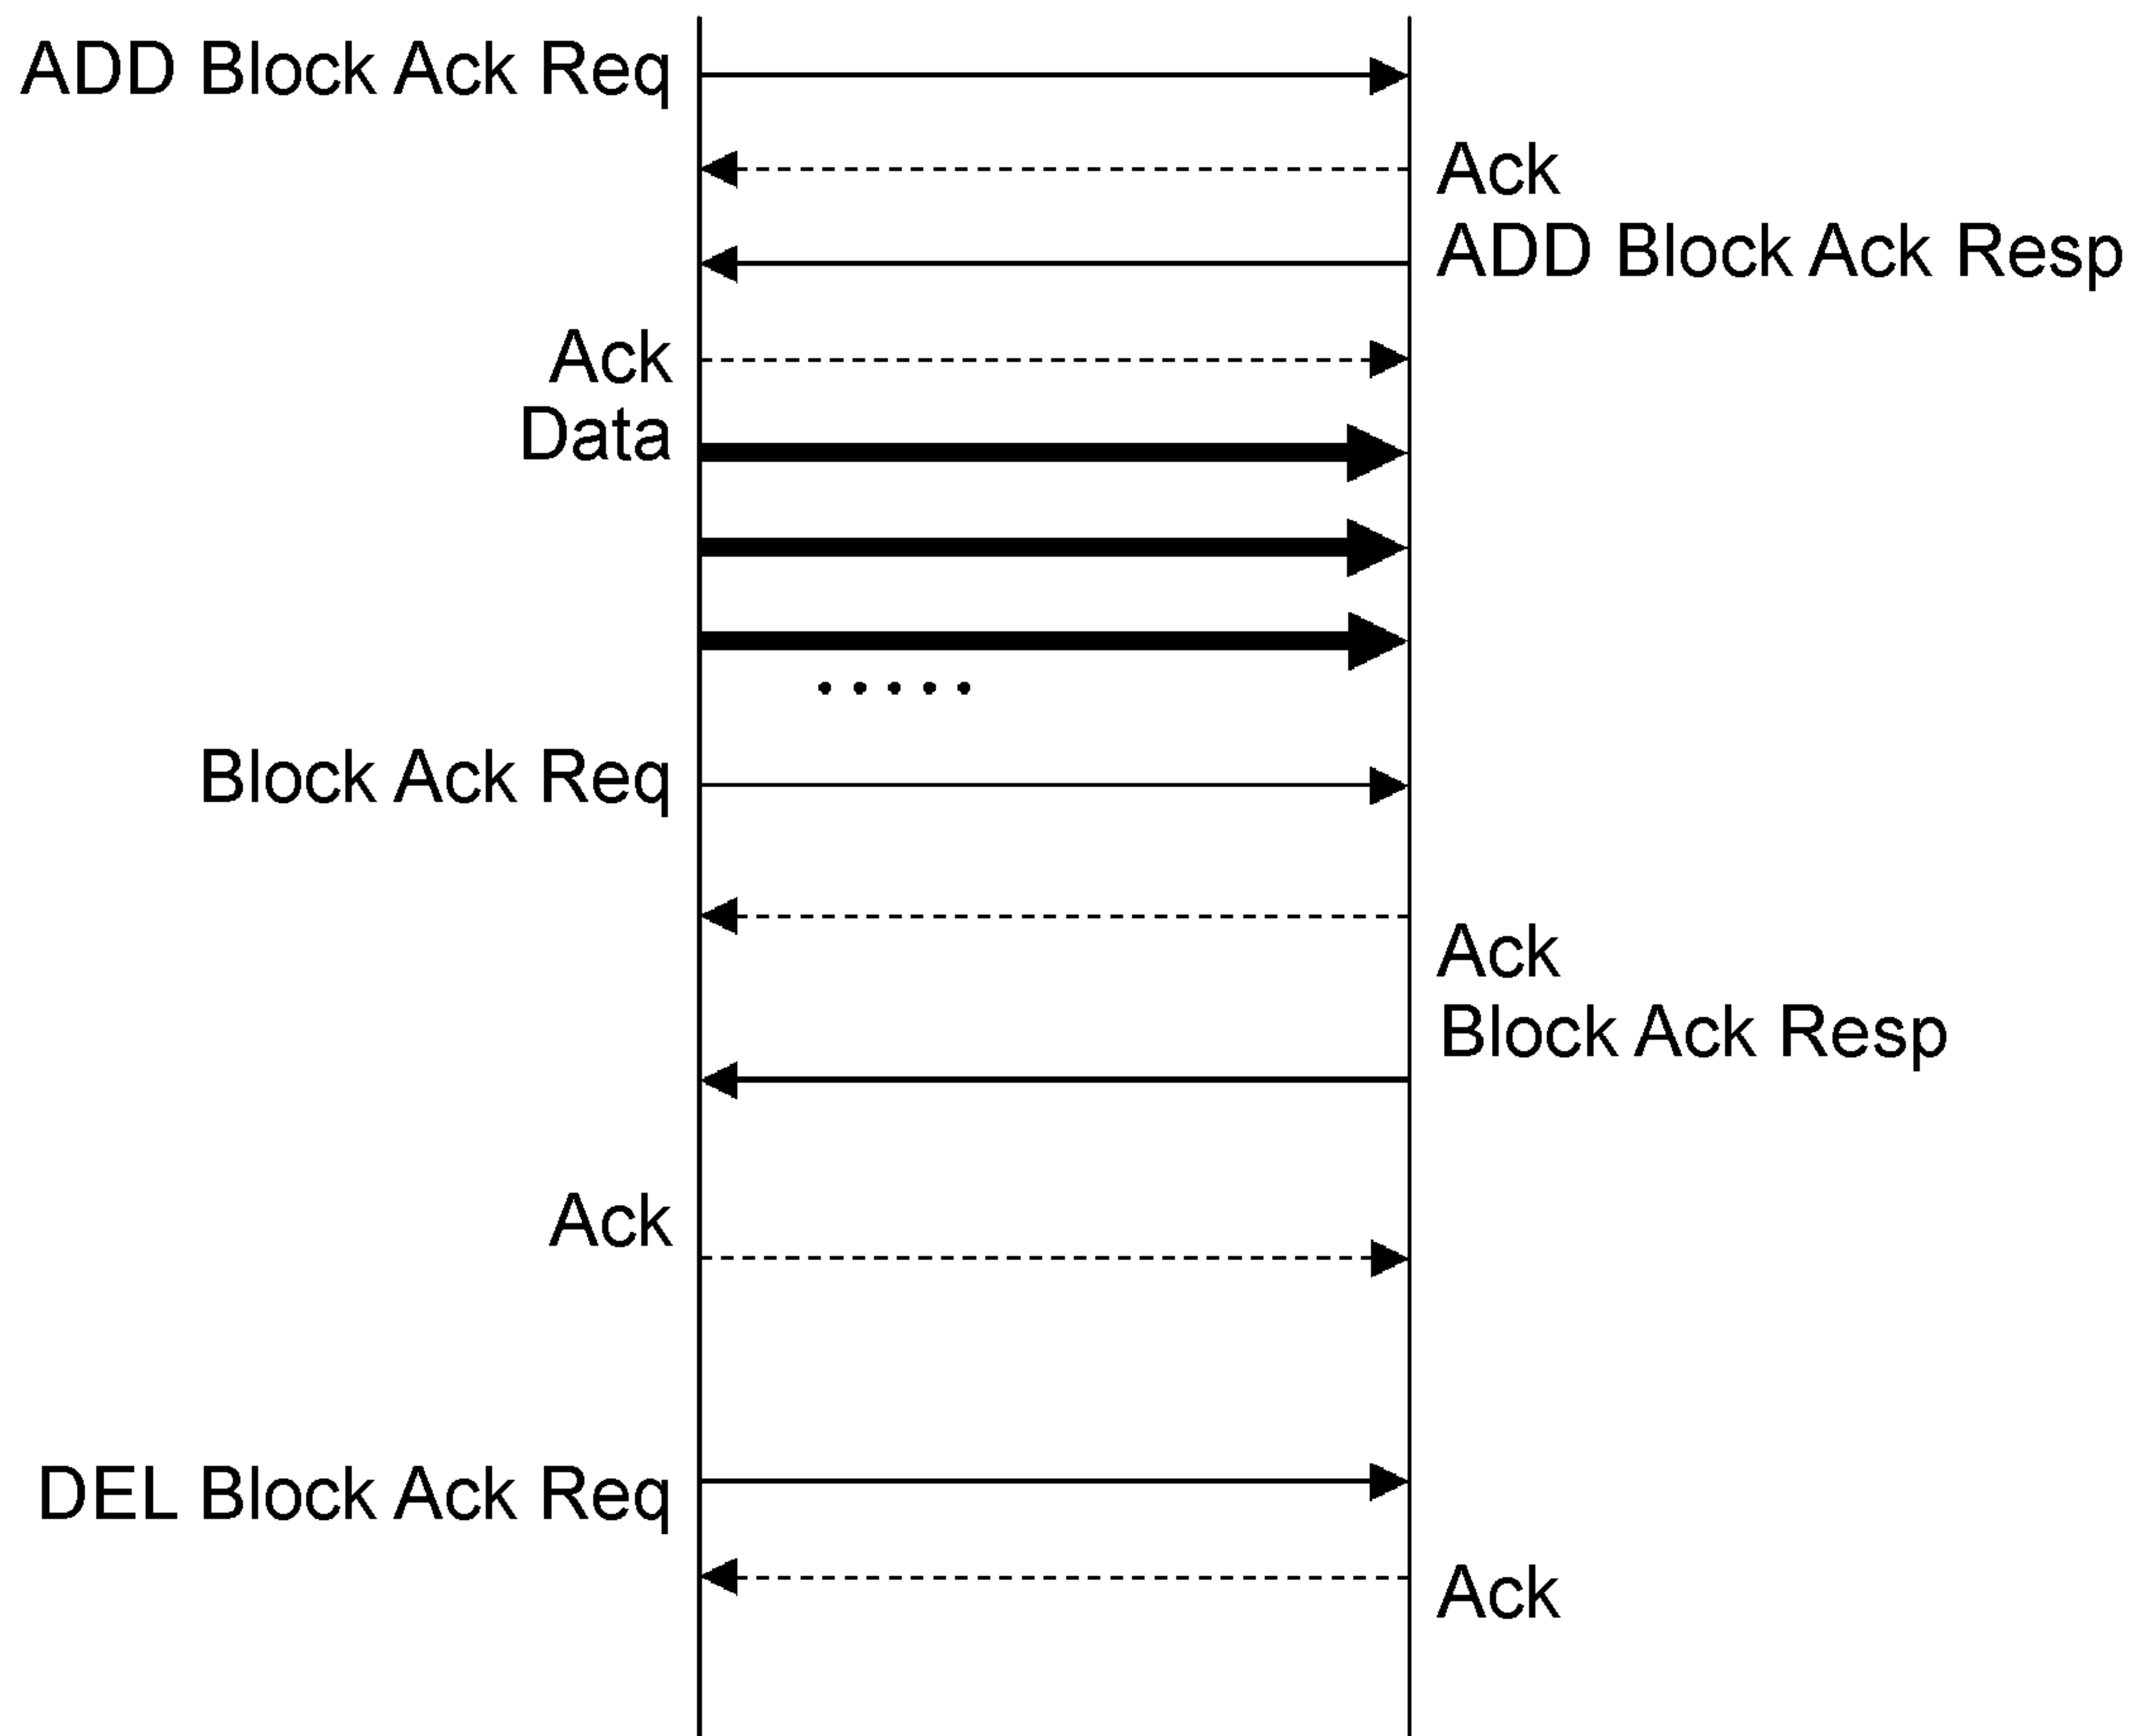 ADD Block Ack Req
Ack
ADD Block Ack Resp
Ack
Data
.....
Block Ack Req
Ack
Block Ack Resp
Ack
DEL Block Ack Req
Ack